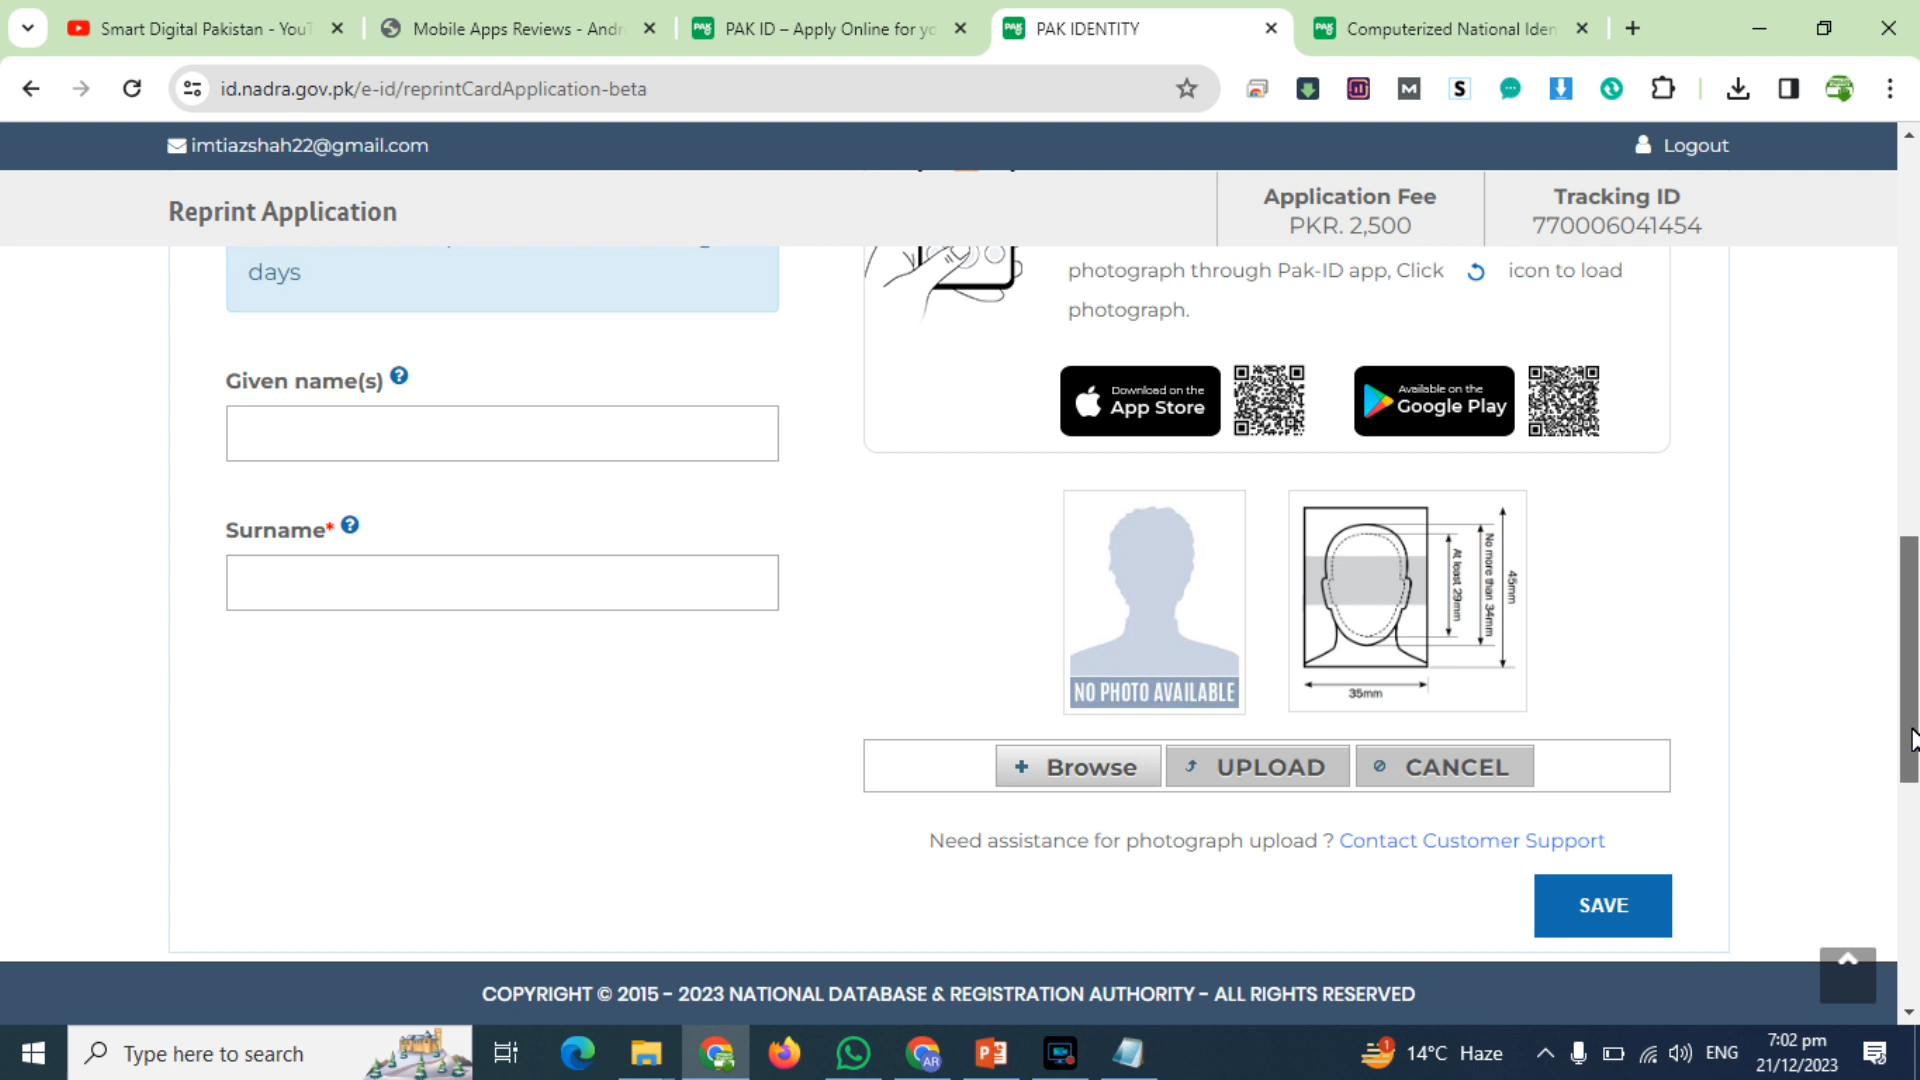 Smart Digital Pakistan - YouT
Mobile Apps Reviews - Andr
PAK ID – Apply Online for yo
PAK IDENTITY
Computerized National Iden
id.nadra.gov.pk/e-id/reprintCardApplication-beta
imtiazshah22@gmail.com
Logout
Reprint Application
Application Fee
PKR. 2,500
Tracking ID
770006041454
days
photograph through Pak-ID app, Click icon to load
photograph.
Download on the
App Store
Available on the
Google Play
Given name(s)
Surname*
NO PHOTO AVAILABLE
At least 29mm
No more than 34mm
45mm
35mm
Browse
UPLOAD
CANCEL
Need assistance for photograph upload ? Contact Customer Support
SAVE
COPYRIGHT © 2015 - 2023 NATIONAL DATABASE & REGISTRATION AUTHORITY - ALL RIGHTS RESERVED
Type here to search
14°C Haze
ENG
7:02 pm
21/12/2023